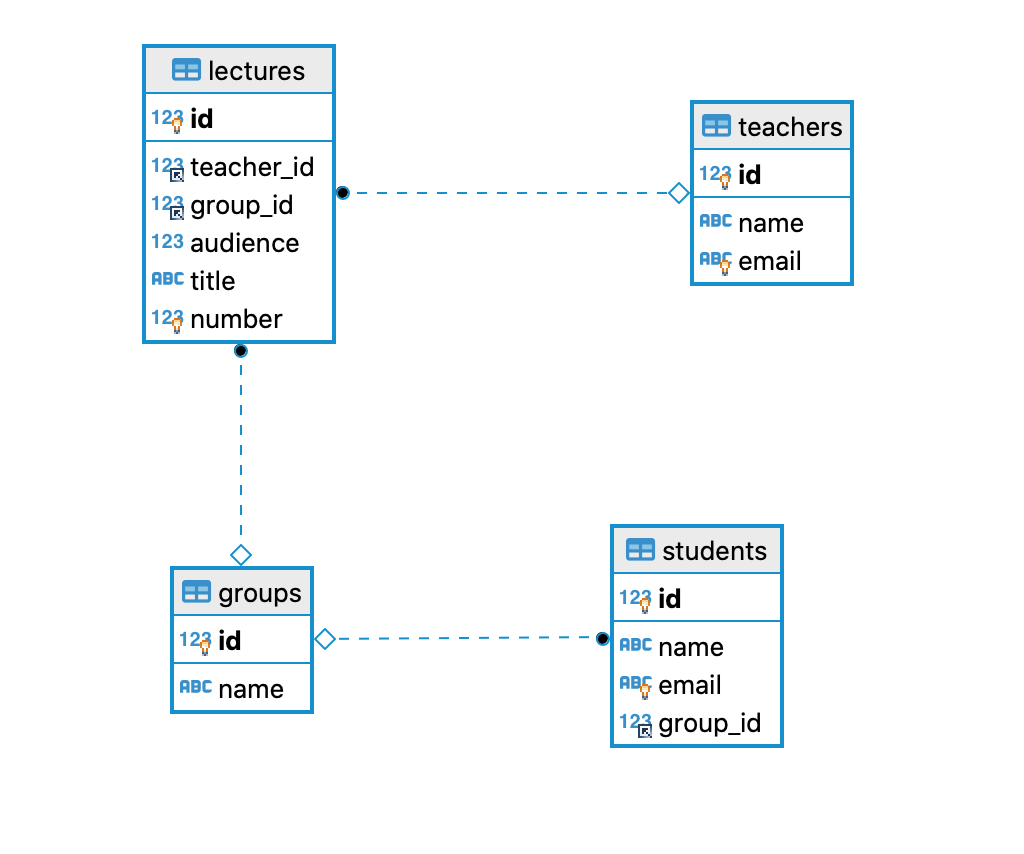 lectures
123 id
123 teacher_id
123 group_id
123 audience
ABC title
123 number
teachers
123 id
ABC name
ABC email
groups
123 id
ABC name
students
123 id
ABC name
ABC email
123 group_id